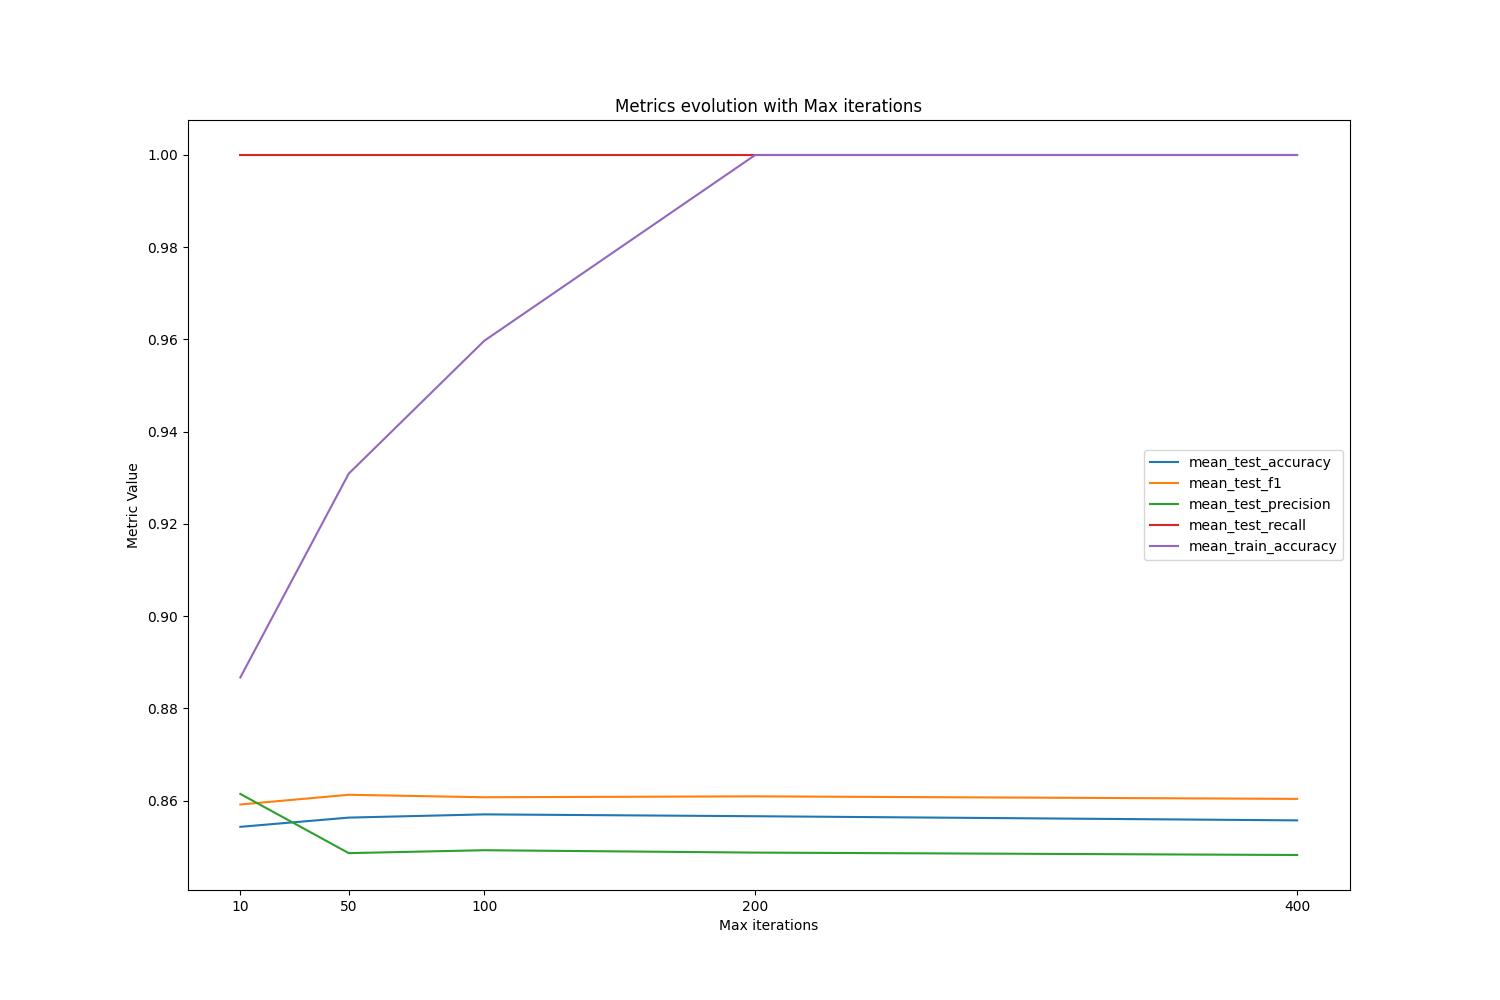 Metrics evolution with Max iterations
1.00
0.98
0.96
0.94
0.92
0.90
0.88
0.86
Metric Value
mean_test_accuracy
mean_test_f1
mean_test_precision
mean_test_recall
mean_train_accuracy
10 50 100 200 400
Max iterations